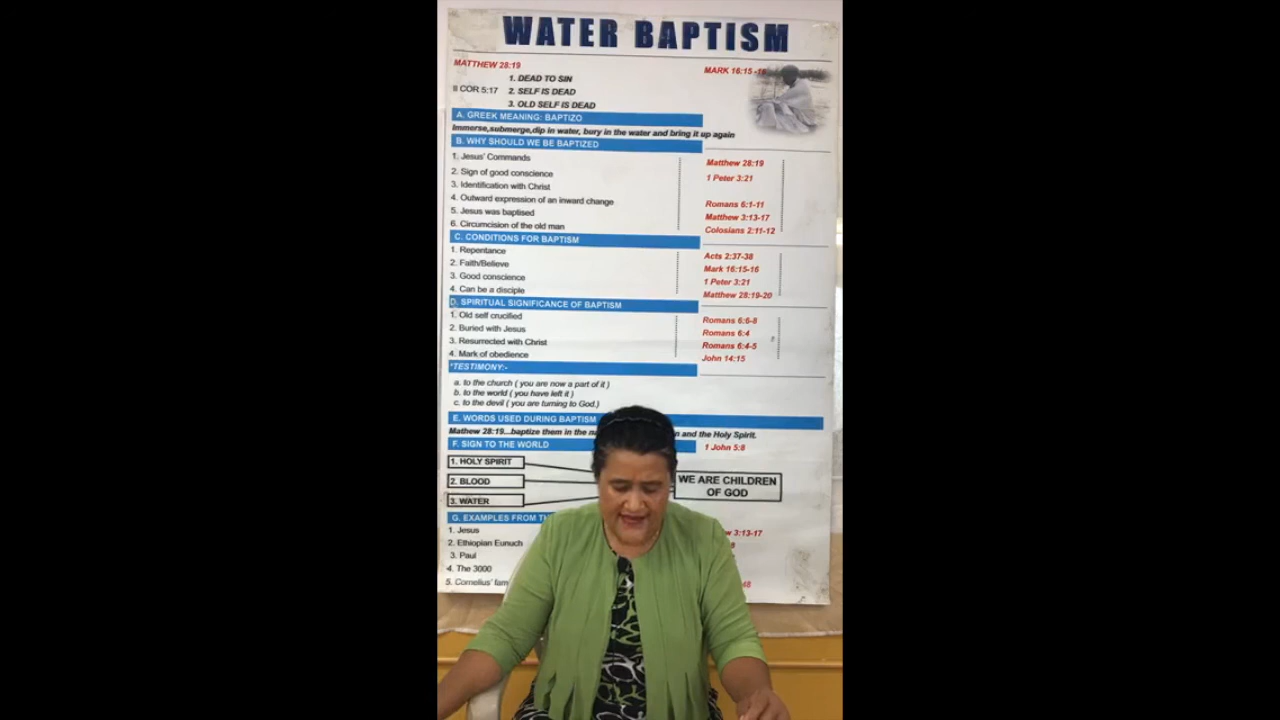 WATER BAPTISM
MATTHEW 28:19 MARK 16:15 -
1. DEAD TO SIN
II COR 5:17 2. SELF IS DEAD
3. OLD SELF IS DEAD
A. GREEK MEANING: BAPTIZO
Immerse,submerge,dip in water, bury in the water and bring it up again
B. WHY SHOULD WE BE BAPTIZED
1. Jesus' Commands Matthew 28:19
2. Sign of good conscience 1 Peter 3:21
3. Identification with Christ
4. Outward expression of an inward change Romans 6:1-11
5. Jesus was baptised Matthew 3:13-17
6. Circumcision of the old man Colosians 2:11-12
C. CONDITIONS FOR BAPTISM
1. Repentance Acts 2:37-38
2. Faith/Believe Mark 16:15-16
3. Good conscience 1 Peter 3:21
4. Can be a disciple Matthew 28:19-20
D. SPIRITUAL SIGNIFICANCE OF BAPTISM
1. Old self crucified Romans 6:6-8
2. Buried with Jesus Romans 6:4
3. Resurrected with Christ Romans 6:4-5
4. Mark of obedience John 14:15
*TESTIMONY:-
a. to the church ( you are now a part of it )
b. to the world ( you have left it )
c. to the devil ( you are turning to God.)
E. WORDS USED DURING BAPTISM
Mathew 28:19...baptize them in the and the Holy Spirit.
F. SIGN TO THE WORLD 1 John 5:8
1. HOLY SPIRIT
2. BLOOD
3. WATER
WE ARE CHILDREN
OF GOD
G. EXAMPLES FROM
1. Jesus 3:13-17
2. Ethiopian Eunuch
3. Paul
4. The 3000
5. Cornelius'